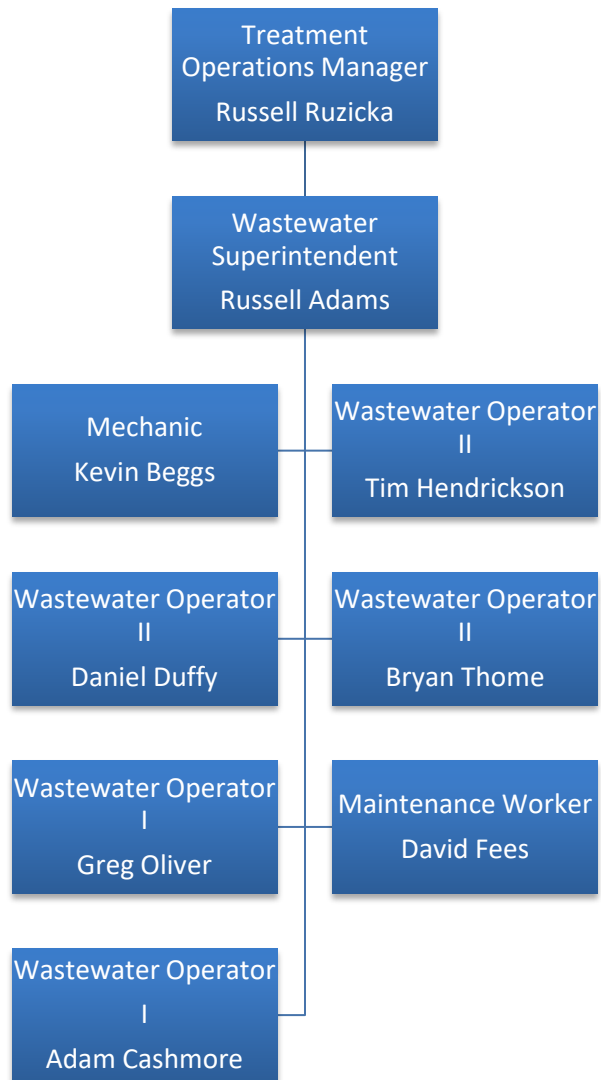 Treatment
Operations Manager
Russell Ruzicka
Wastewater
Superintendent
Russell Adams
Mechanic
Kevin Beggs
Wastewater Operator
II
Tim Hendrickson
Wastewater Operator
II
Daniel Duffy
Wastewater Operator
II
Bryan Thome
Wastewater Operator
I
Greg Oliver
Maintenance Worker
David Fees
Wastewater Operator
I
Adam Cashmore